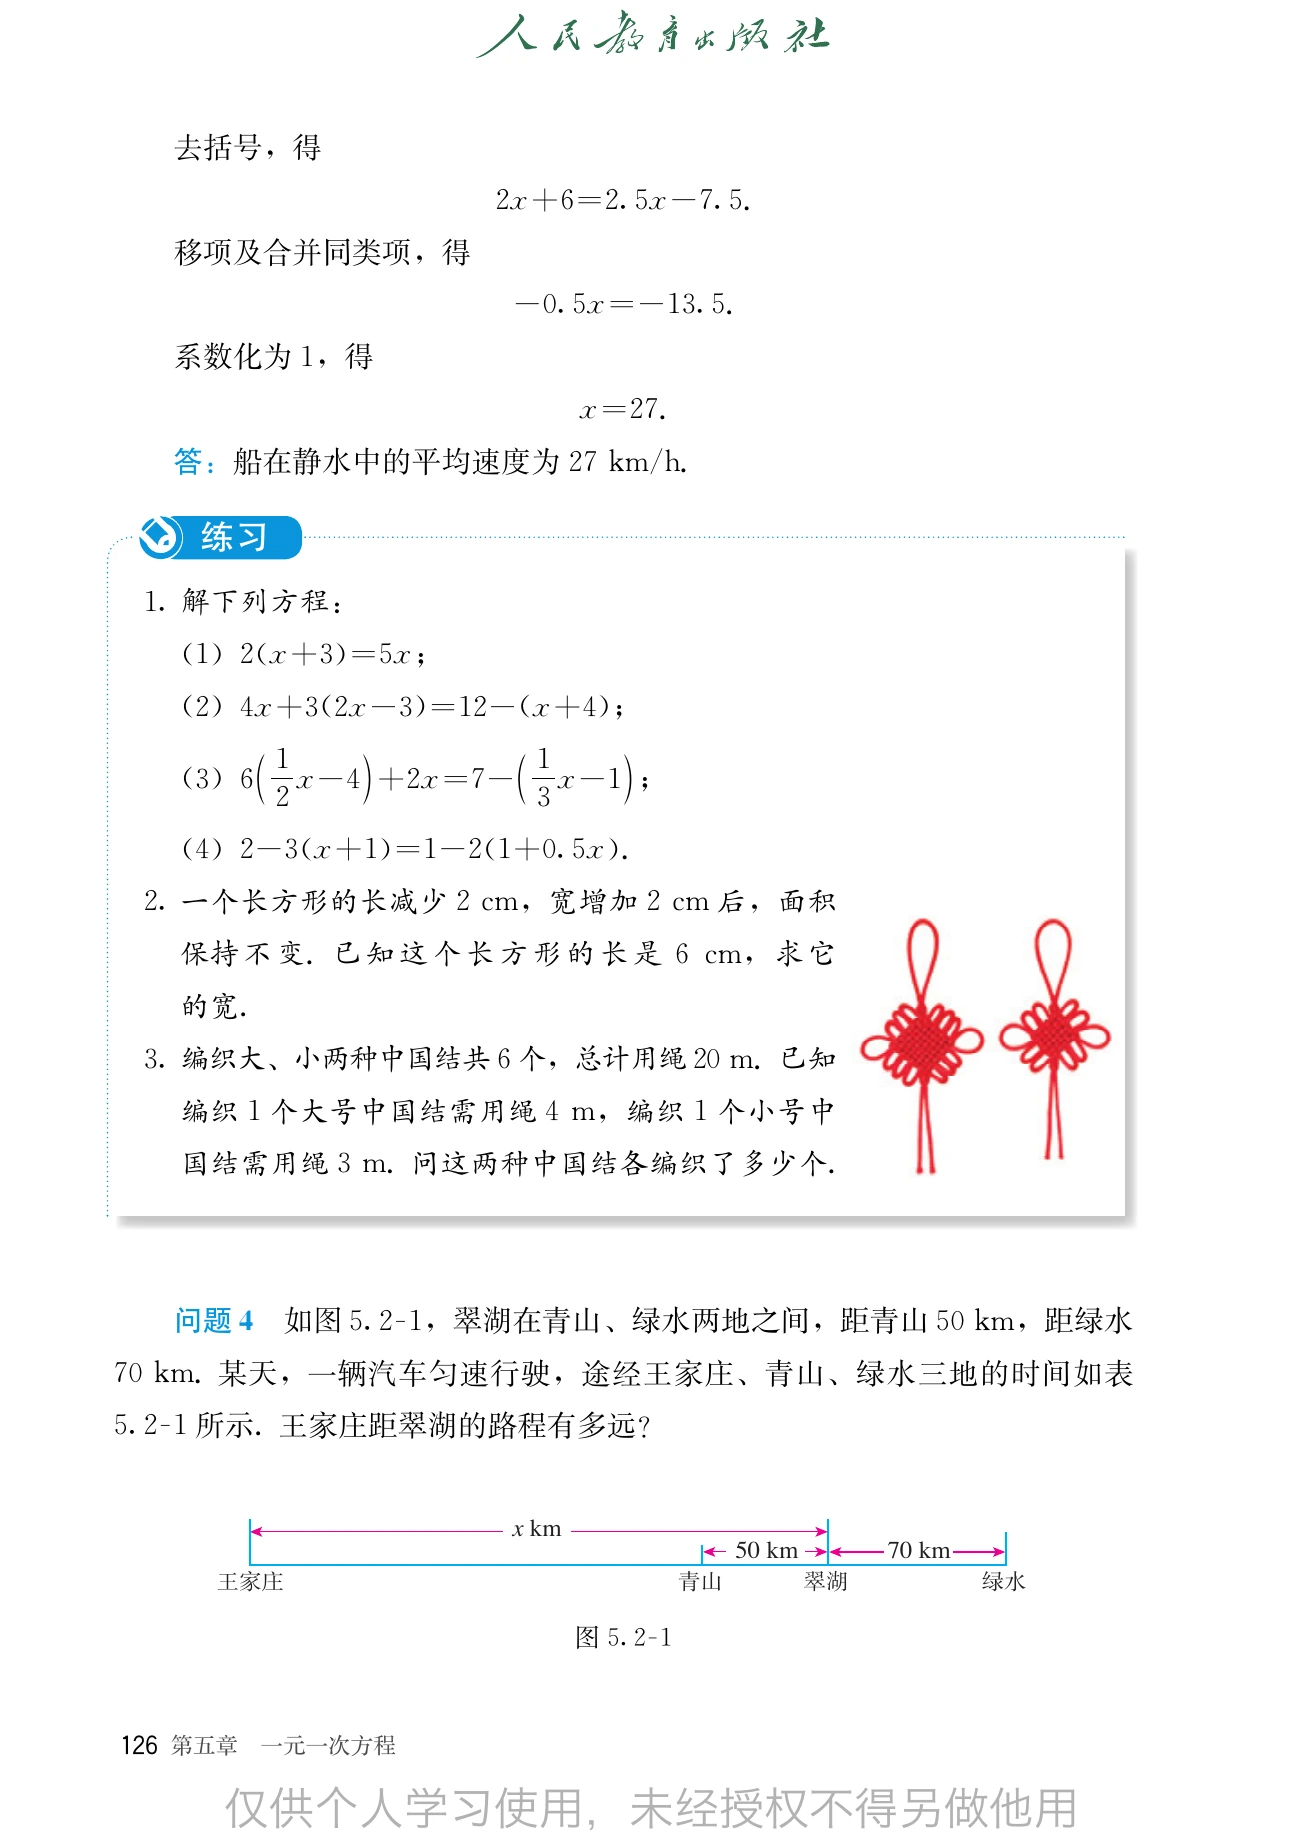 人民教育出版社
去括号，得
2x＋6＝2.5x－7.5.
移项及合并同类项，得
－0.5x＝－13.5.
系数化为 1，得
x＝27.
答：船在静水中的平均速度为 27 km/h.
练习
1. 解下列方程：
(1) 2(x＋3)＝5x；
(2) 4x＋3(2x－3)＝12－(x＋4)；
(3) 6(1/2 x－4)＋2x＝7－(1/3 x－1)；
(4) 2－3(x＋1)＝1－2(1＋0.5x).
2. 一个长方形的长减少 2 cm，宽增加 2 cm 后，面积
保持不变. 已知这个长方形的长是 6 cm，求它
的宽.
3. 编织大、小两种中国结共 6 个，总计用绳 20 m. 已知
编织 1 个大号中国结需用绳 4 m，编织 1 个小号中
国结需用绳 3 m. 问这两种中国结各编织了多少个.
问题 4 如图 5.2-1，翠湖在青山、绿水两地之间，距青山 50 km，距绿水
70 km. 某天，一辆汽车匀速行驶，途经王家庄、青山、绿水三地的时间如表
5.2-1 所示. 王家庄距翠湖的路程有多远？
x km
50 km 70 km
王家庄 青山 翠湖 绿水
图 5.2-1
126 第五章 一元一次方程
仅供个人学习使用，未经授权不得另做他用